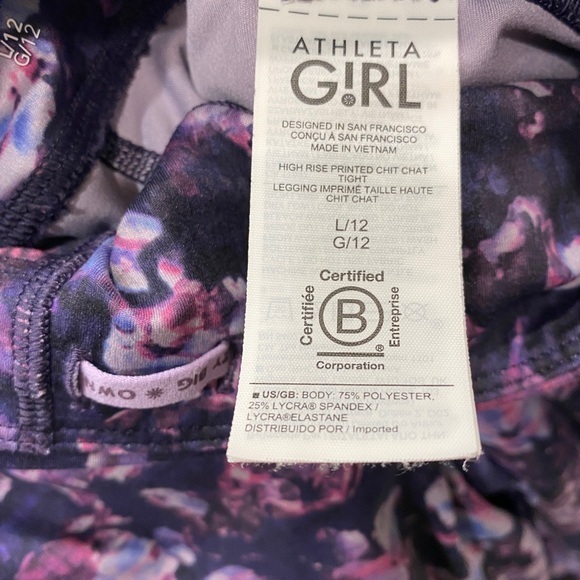 L/12
G/12
ATHLETA
G!RL
DESIGNED IN SAN FRANCISCO
CONÇU À SAN FRANCISCO
MADE IN VIETNAM
HIGH RISE PRINTED CHIT CHAT
TIGHT
LEGGING IMPRIMÉ TAILLE HAUTE
CHIT CHAT
L/12
G/12
Certified
Certifiée
B
Entreprise
®
Corporation
US/GB: BODY: 75% POLYESTER,
25% LYCRA® SPANDEX /
LYCRA®ELASTANE
DISTRIBUIDO POR / Imported
BIG
OWN